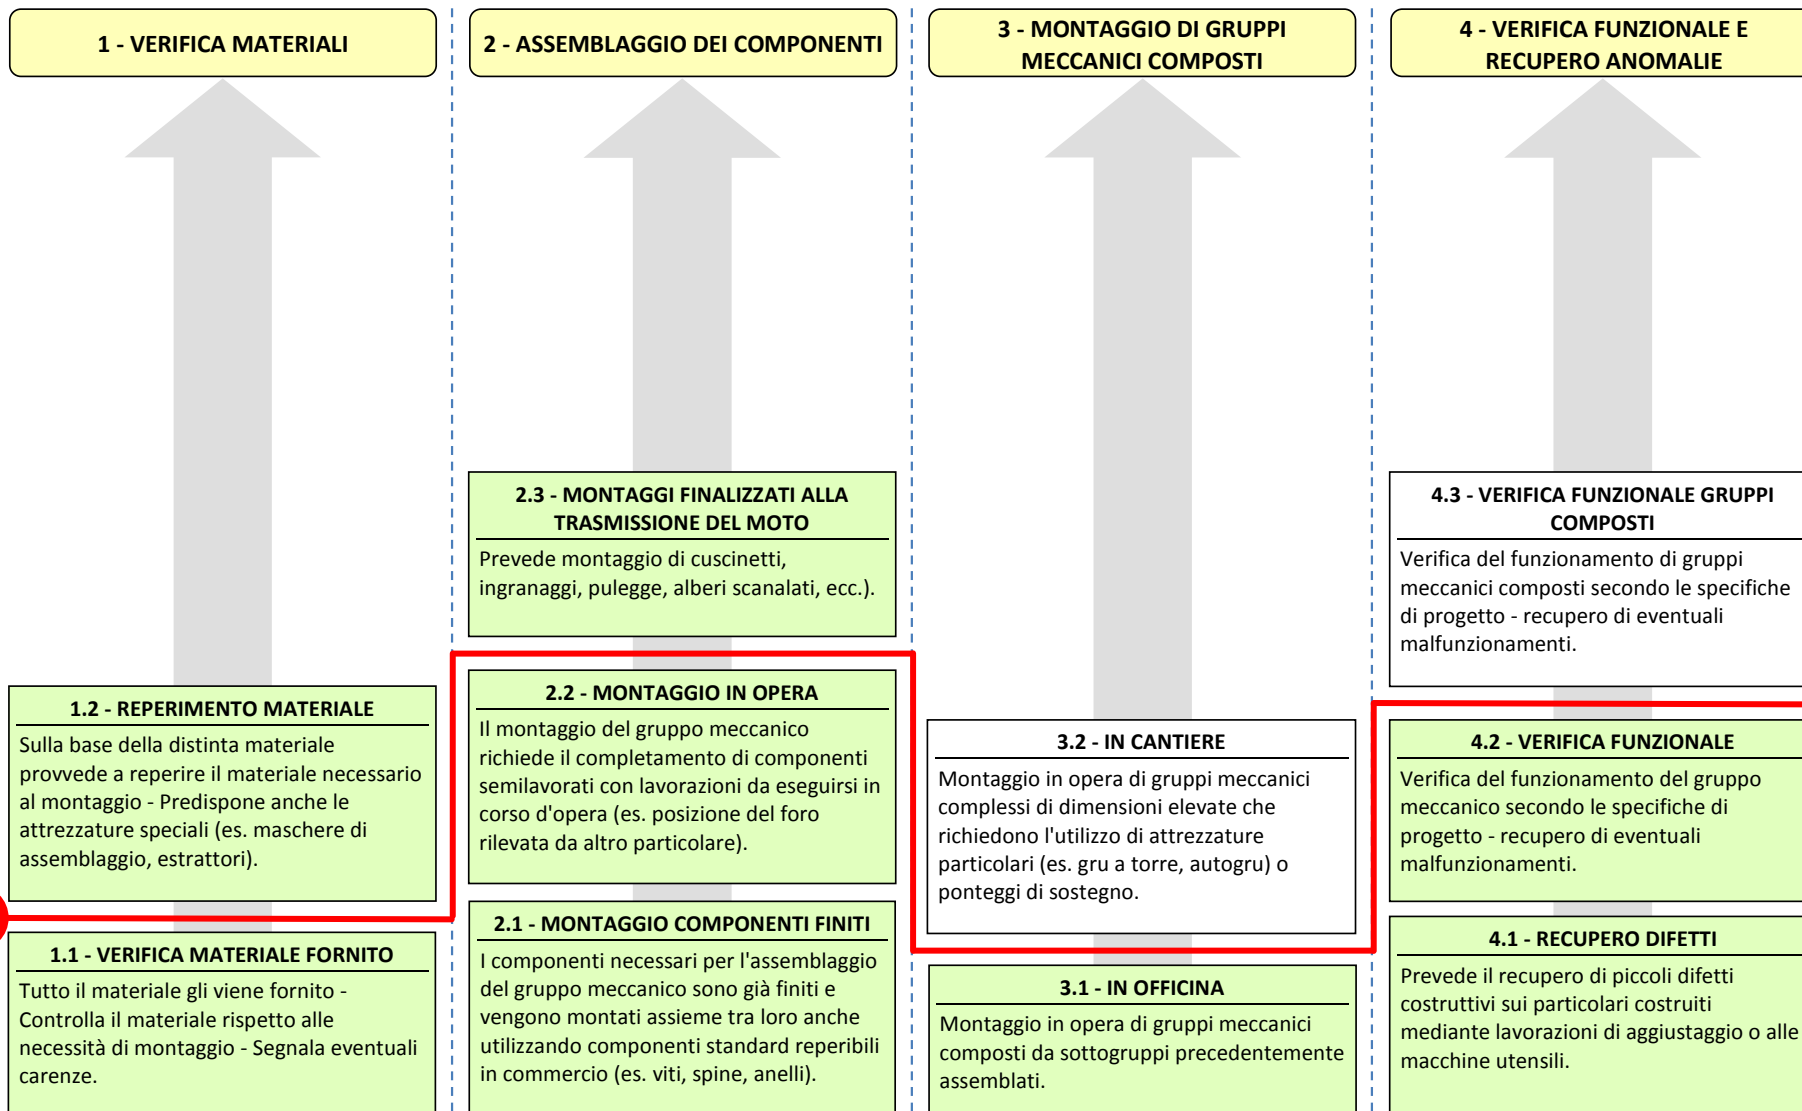 1 - VERIFICA MATERIALI
2 - ASSEMBLAGGIO DEI COMPONENTI
3 - MONTAGGIO DI GRUPPI
MECCANICI COMPOSTI
4 - VERIFICA FUNZIONALE E
RECUPERO ANOMALIE
2.3 - MONTAGGI FINALIZZATI ALLA
TRASMISSIONE DEL MOTO
Prevede montaggio di cuscinetti,
ingranaggi, pulegge, alberi scanalati, ecc.).
4.3 - VERIFICA FUNZIONALE GRUPPI
COMPOSTI
Verifica del funzionamento di gruppi
meccanici composti secondo le specifiche
di progetto - recupero di eventuali
malfunzionamenti.
1.2 - REPERIMENTO MATERIALE
Sulla base della distinta materiale
provvede a reperire il materiale necessario
al montaggio - Predispone anche le
attrezzature speciali (es. maschere di
assemblaggio, estrattori).
2.2 - MONTAGGIO IN OPERA
Il montaggio del gruppo meccanico
richiede il completamento di componenti
semilavorati con lavorazioni da eseguirsi in
corso d'opera (es. posizione del foro
rilevata da altro particolare).
3.2 - IN CANTIERE
Montaggio in opera di gruppi meccanici
complessi di dimensioni elevate che
richiedono l'utilizzo di attrezzature
particolari (es. gru a torre, autogru) o
ponteggi di sostegno.
4.2 - VERIFICA FUNZIONALE
Verifica del funzionamento del gruppo
meccanico secondo le specifiche di
progetto - recupero di eventuali
malfunzionamenti.
1.1 - VERIFICA MATERIALE FORNITO
Tutto il materiale gli viene fornito -
Controlla il materiale rispetto alle
necessità di montaggio - Segnala eventuali
carenze.
2.1 - MONTAGGIO COMPONENTI FINITI
I componenti necessari per l'assemblaggio
del gruppo meccanico sono già finiti e
vengono montati assieme tra loro anche
utilizzando componenti standard reperibili
in commercio (es. viti, spine, anelli).
3.1 - IN OFFICINA
Montaggio in opera di gruppi meccanici
composti da sottogruppi precedentemente
assemblati.
4.1 - RECUPERO DIFETTI
Prevede il recupero di piccoli difetti
costruttivi sui particolari costruiti
mediante lavorazioni di aggiustaggio o alle
macchine utensili.